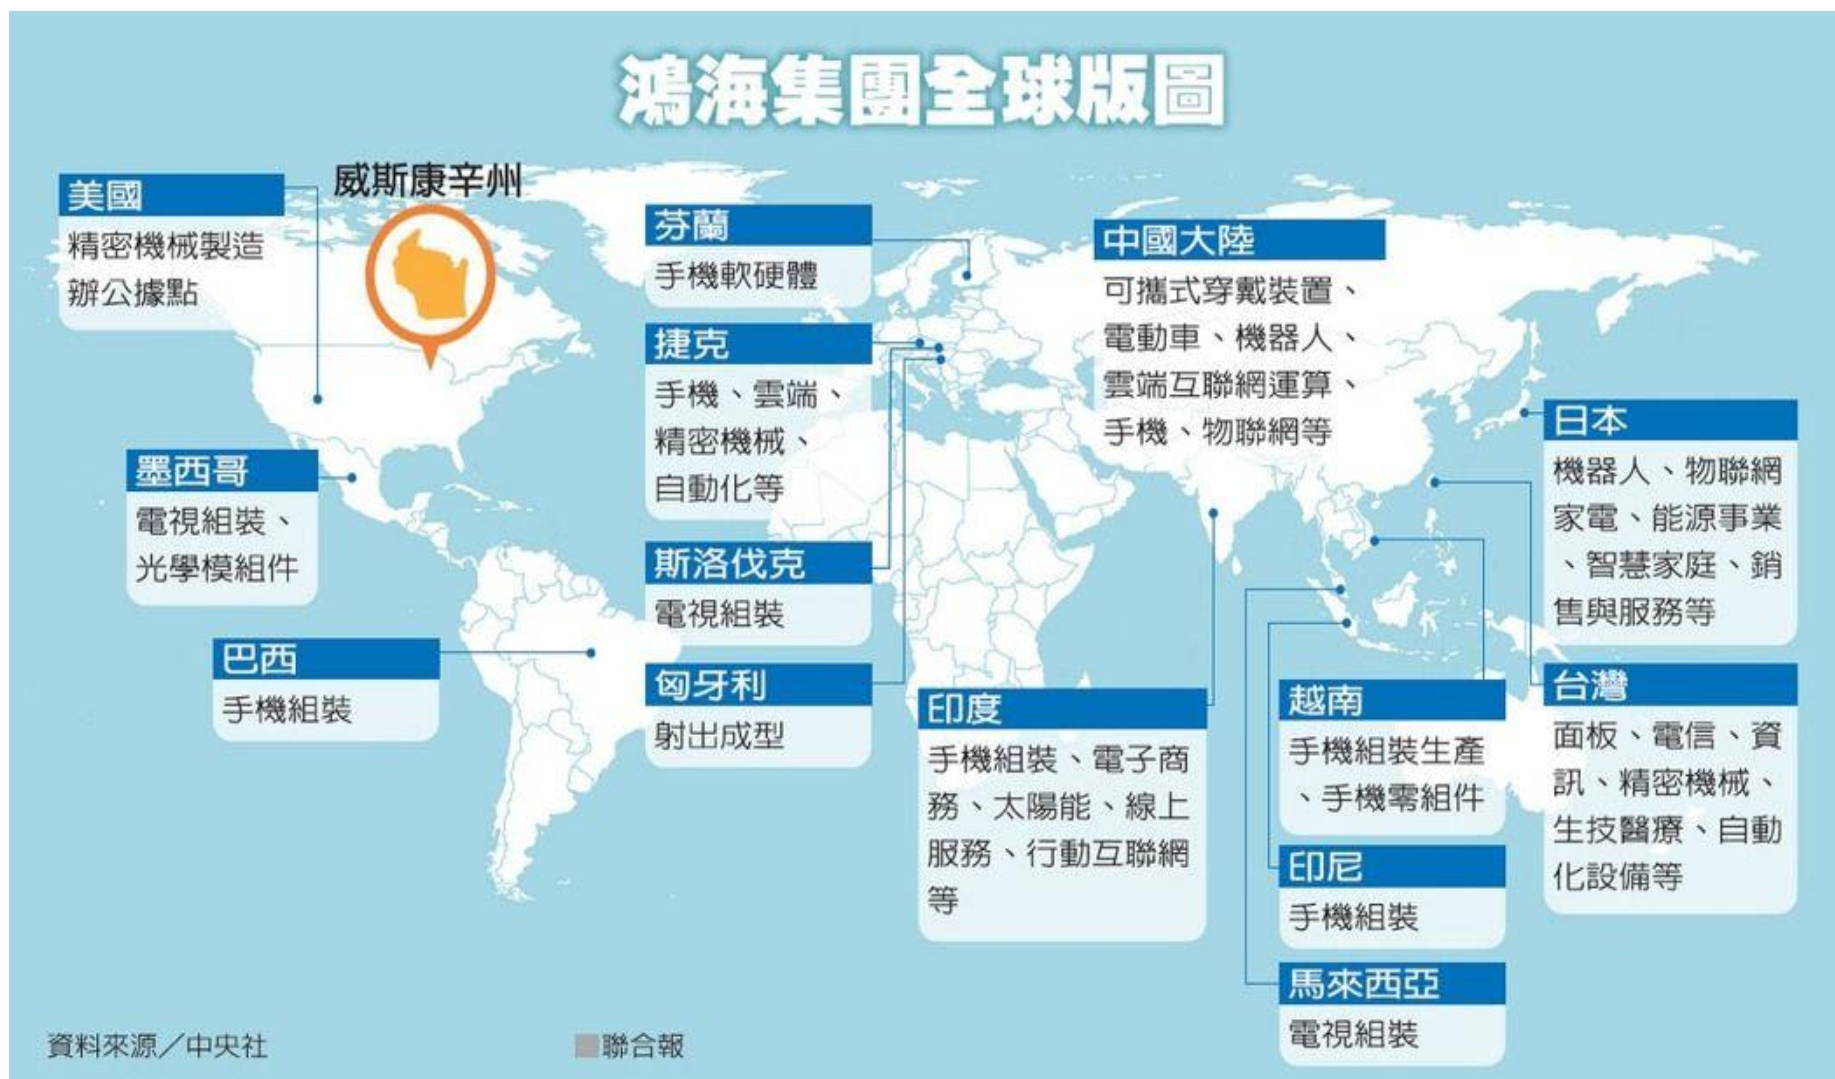 鴻海集團全球版圖
威斯康辛州
美國
精密機械製造
辦公據點
墨西哥
電視組裝、
光學模組件
巴西
手機組裝
芬蘭
手機軟硬體
捷克
手機、雲端、
精密機械、
自動化等
斯洛伐克
電視組裝
匈牙利
射出成型
中國大陸
可攜式穿戴裝置、
電動車、機器人、
雲端互聯網運算、
手機、物聯網等
印度
手機組裝、電子商
務、太陽能、線上
服務、行動互聯網
等
日本
機器人、物聯網
家電、能源事業
、智慧家庭、銷
售與服務等
越南
手機組裝生產
、手機零組件
印尼
手機組裝
馬來西亞
電視組裝
台灣
面板、電信、資
訊、精密機械、
生技醫療、自動
化設備等
資料來源／中央社
聯合報